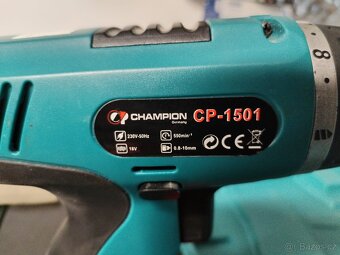 8
CHAMPION CP-1501
Germany
230V-50Hz 550min⁻¹
18V 0.8-10mm CE
Bazos.cz